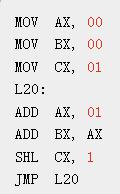 MOV AX, 00
MOV BX, 00
MOV CX, 01
L20:
ADD AX, 01
ADD BX, AX
SHL CX, 1
JMP L20